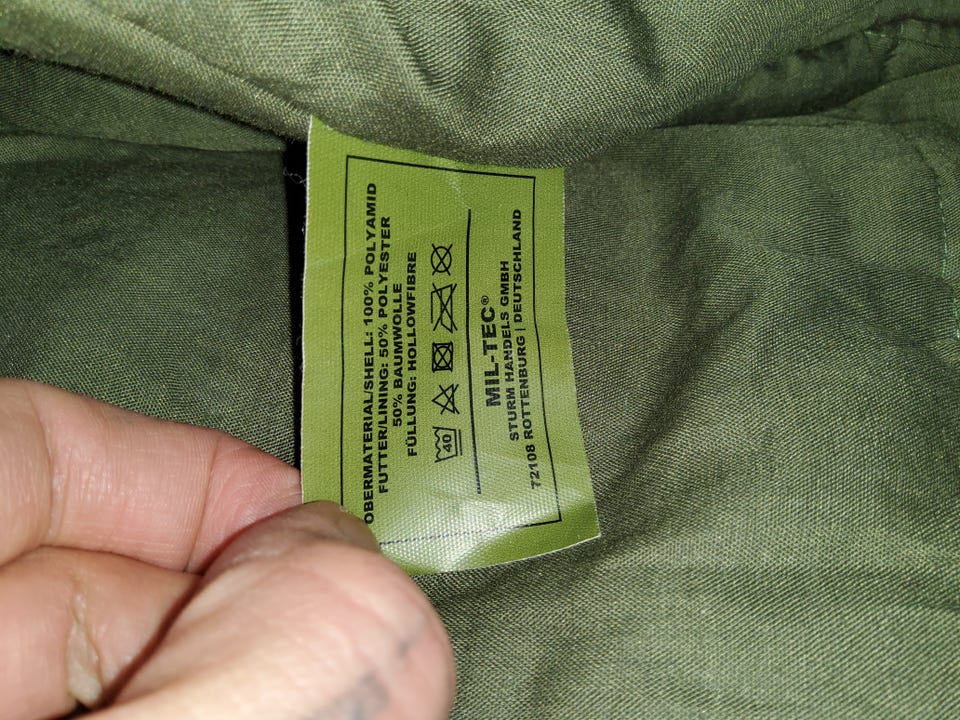 OBERMATERIAL/SHELL: 100% POLYAMID
FUTTER/LINING: 50% POLYESTER
50% BAUMWOLLE
FÜLLUNG: HOLLOWFIBRE
40
MIL-TEC®
STURM HANDELS GMBH
72108 ROTTENBURG | DEUTSCHLAND